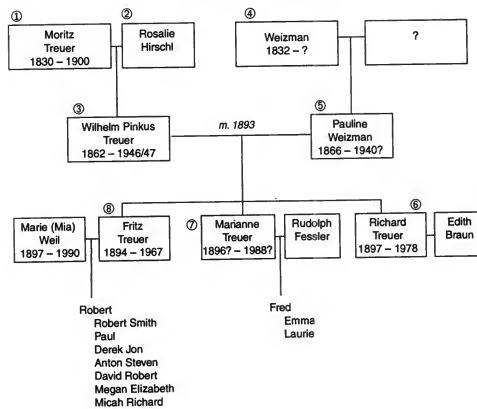 ①
Moritz
Treuer
1830 – 1900
②
Rosalie
Hirschl
④
Weizman
1832 – ?
?
③
Wilhelm Pinkus
Treuer
1862 – 1946/47
m. 1893
⑤
Pauline
Weizman
1866 – 1940?
Marie (Mia)
Weil
1897 – 1990
⑧
Fritz
Treuer
1894 – 1967
⑦
Marianne
Treuer
1896? – 1988?
Rudolph
Fessler
⑥
Richard
Treuer
1897 – 1978
Edith
Braun
Robert
Robert Smith
Paul
Derek Jon
Anton Steven
David Robert
Megan Elizabeth
Micah Richard
Fred
Emma
Laurie